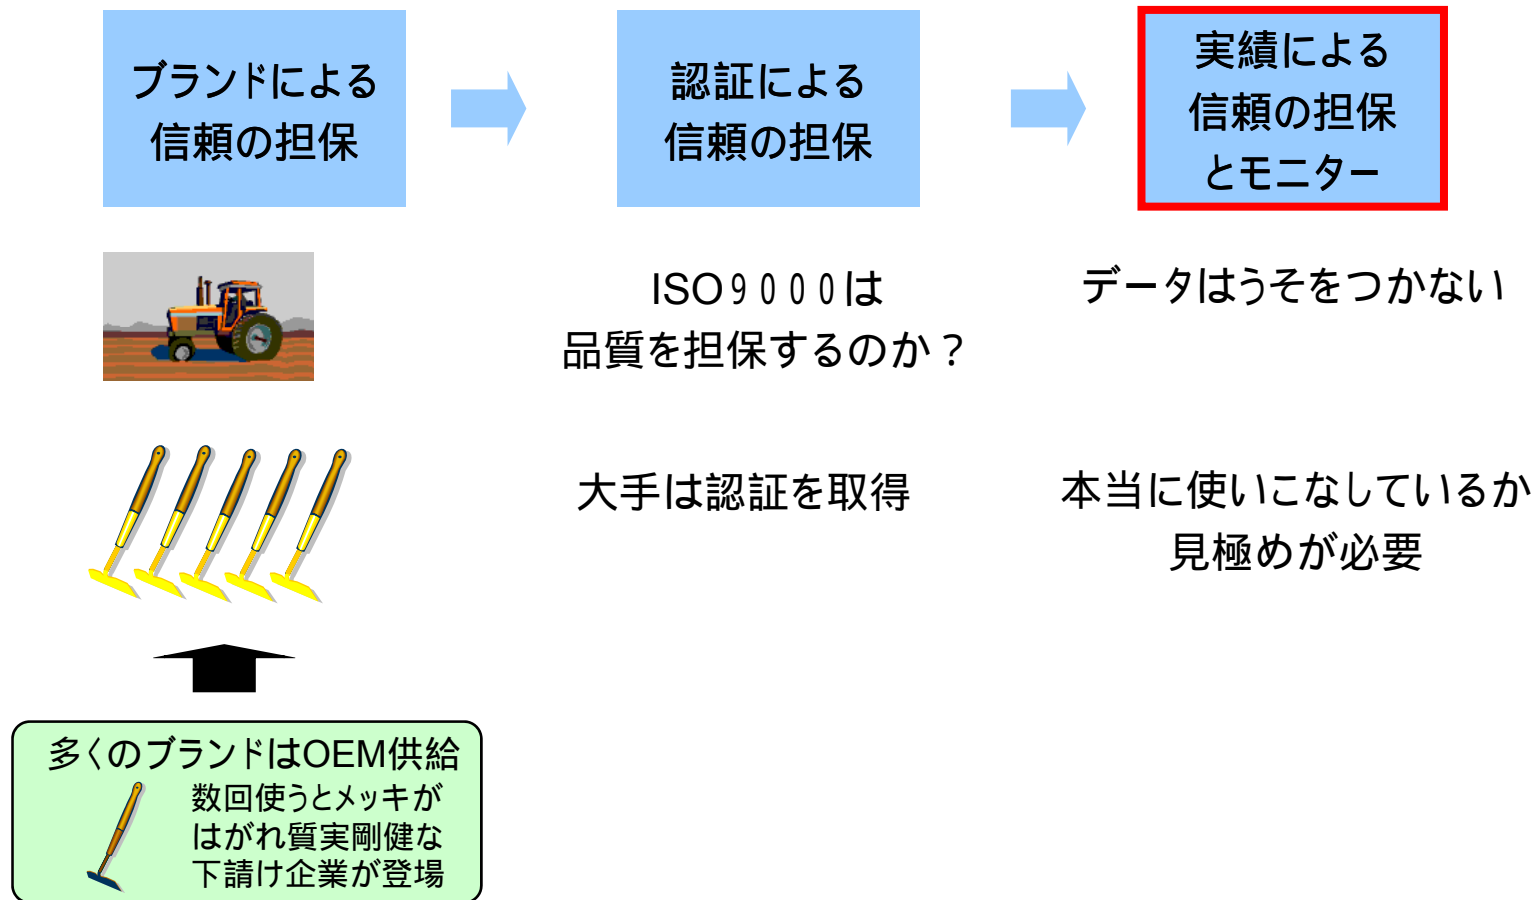 ブランドによる
信頼の担保
認証による
信頼の担保
実績による
信頼の担保
とモニター
ISO９０００は
品質を担保するのか？
データはうそをつかない
大手は認証を取得
本当に使いこなしているか
見極めが必要
多くのブランドはOEM供給
数回使うとメッキが
はがれ質実剛健な
下請け企業が登場